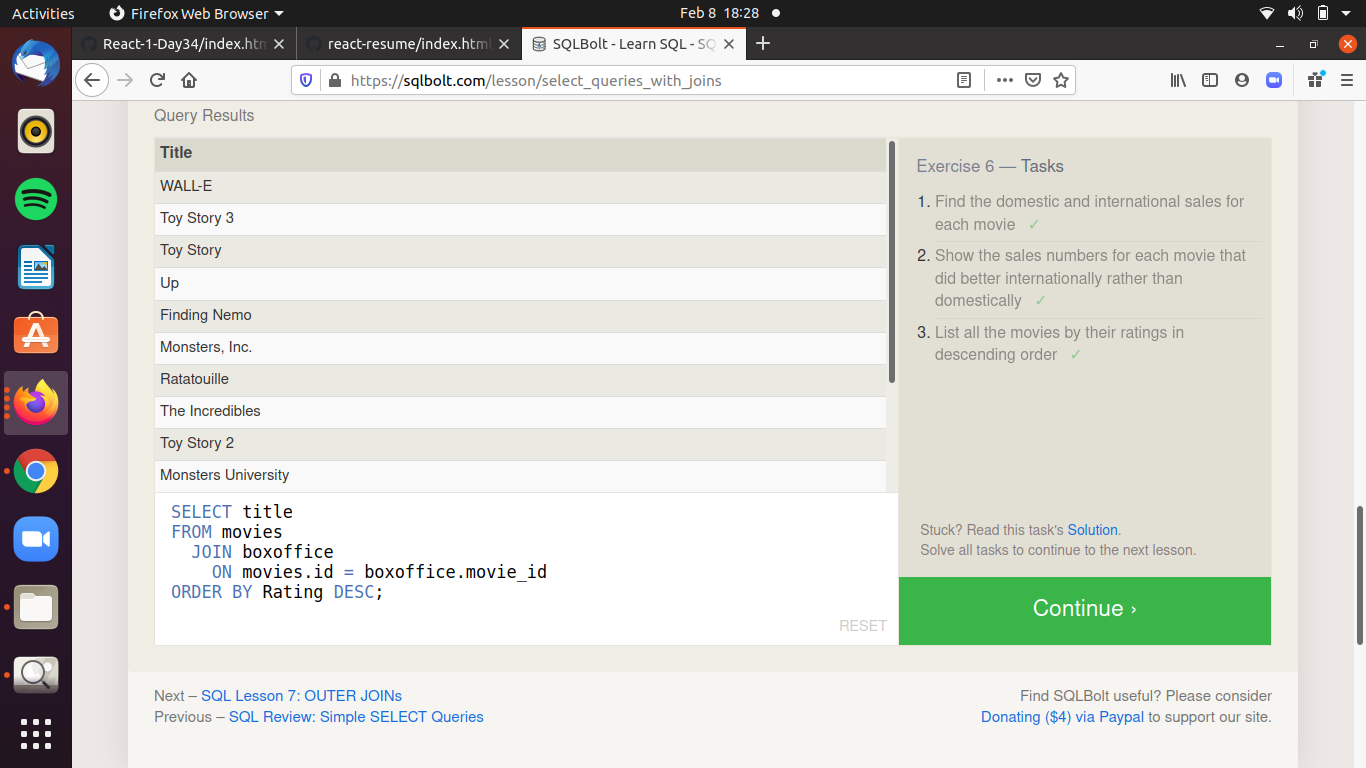 Activities
Firefox Web Browser
Feb 8 18:28
React-1-Day34/index.htm
react-resume/index.html
SQLBolt - Learn SQL - SQ
https://sqlbolt.com/lesson/select_queries_with_joins
Query Results
Title
WALL-E
Toy Story 3
Toy Story
Up
Finding Nemo
Monsters, Inc.
Ratatouille
The Incredibles
Toy Story 2
Monsters University
SELECT title
FROM movies
  JOIN boxoffice
    ON movies.id = boxoffice.movie_id
ORDER BY Rating DESC;
RESET
Exercise 6 — Tasks
1. Find the domestic and international sales for
each movie ✓
2. Show the sales numbers for each movie that
did better internationally rather than
domestically ✓
3. List all the movies by their ratings in
descending order ✓
Stuck? Read this task's Solution.
Solve all tasks to continue to the next lesson.
Continue ›
Next – SQL Lesson 7: OUTER JOINs
Previous – SQL Review: Simple SELECT Queries
Find SQLBolt useful? Please consider
Donating ($4) via Paypal to support our site.